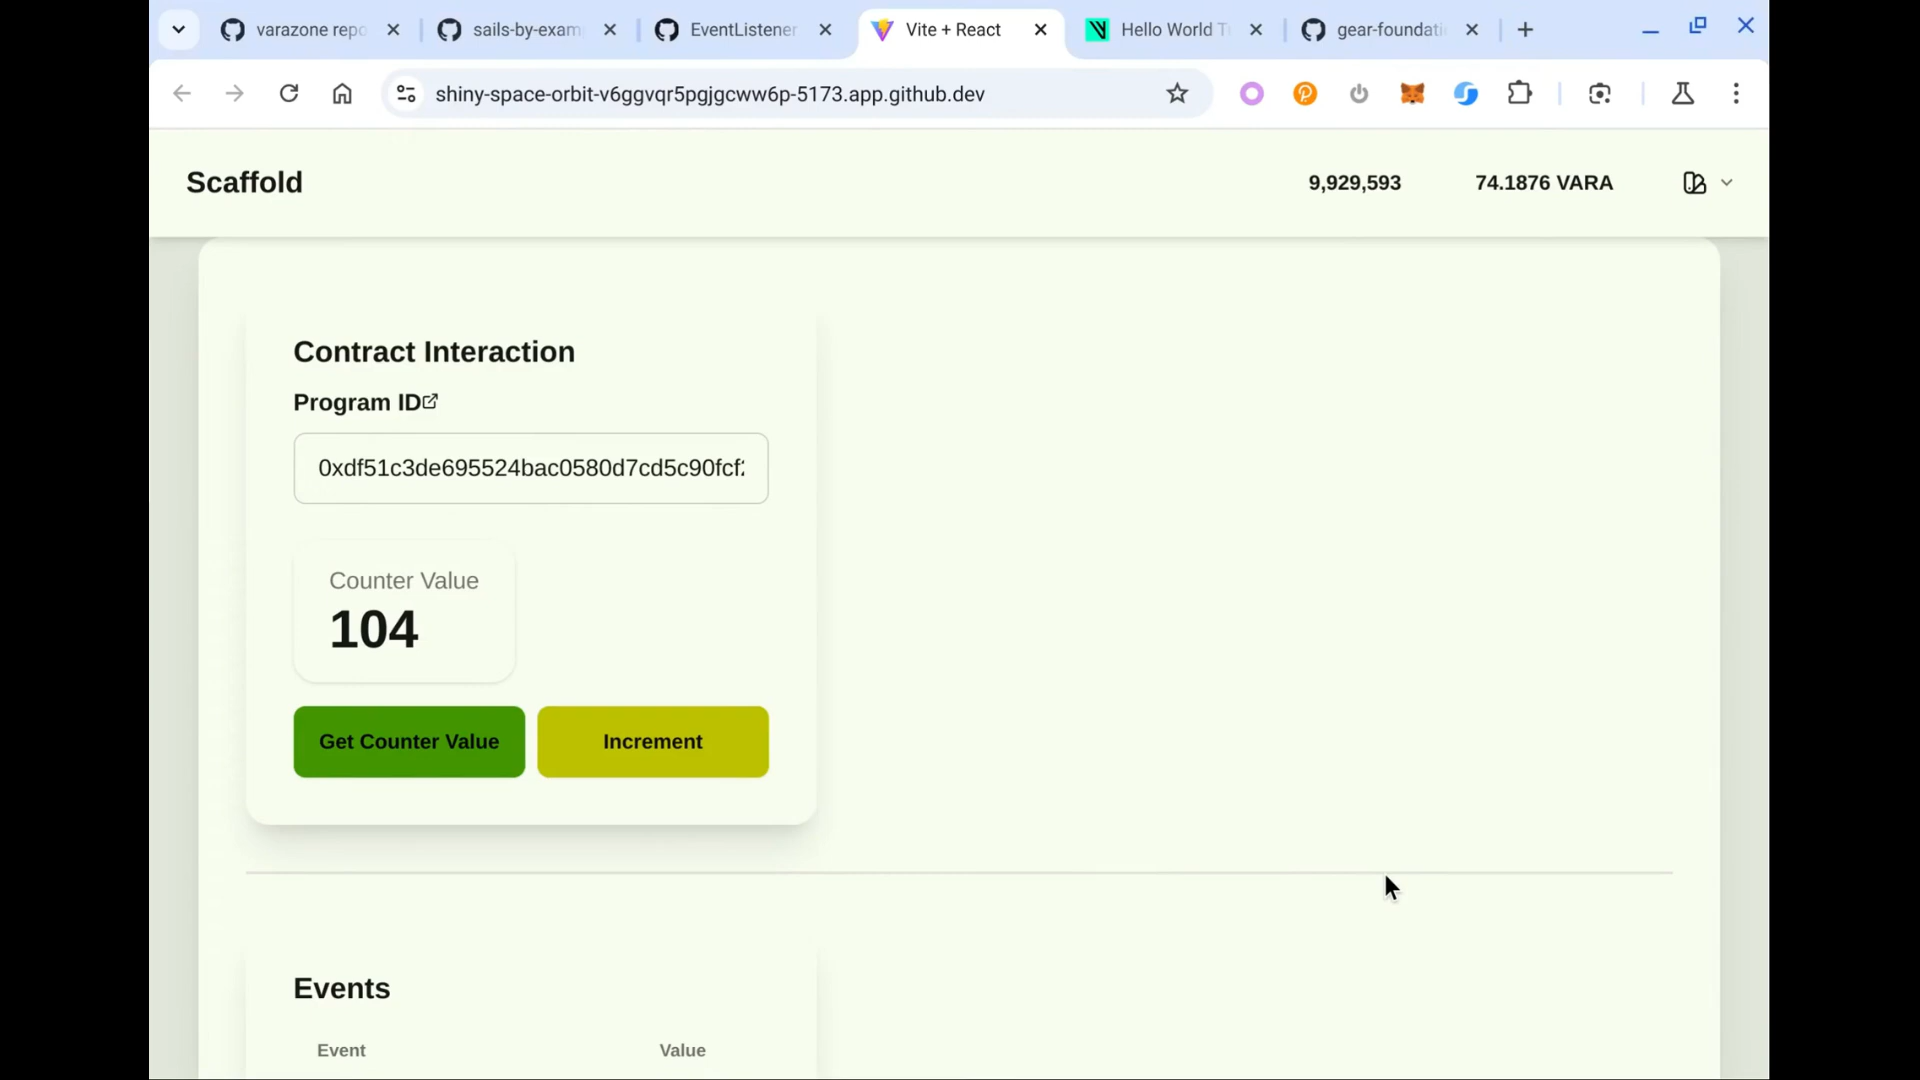 varazone repo
sails-by-exam
EventListener
Vite + React
Hello World T
gear-foundati
shiny-space-orbit-v6ggvqr5pgjgcww6p-5173.app.github.dev
Scaffold
9,929,593
74.1876 VARA
Contract Interaction
Program ID
0xdf51c3de695524bac0580d7cd5c90fcf
Counter Value
104
Get Counter Value
Increment
Events
Event Value